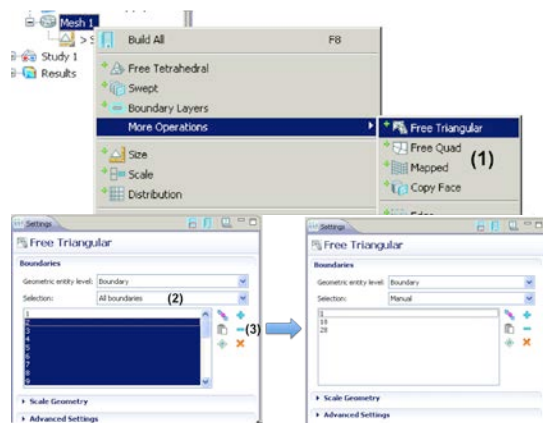 Mesh 1
> S
Study 1
Results
Build All F8
Free Tetrahedral
Swept
Boundary Layers
More Operations
Size
Scale
Distribution
Free Triangular
Free Quad
Mapped
Copy Face
(1)
Settings
Free Triangular
Boundaries
Geometric entity level: Boundary
Selection: All boundaries (2)
1
2
3
4
5
6
7
8
9
(3)
Scale Geometry
Advanced Settings
Settings
Free Triangular
Boundaries
Geometric entity level: Boundary
Selection: Manual
1
Scale Geometry
Advanced Settings